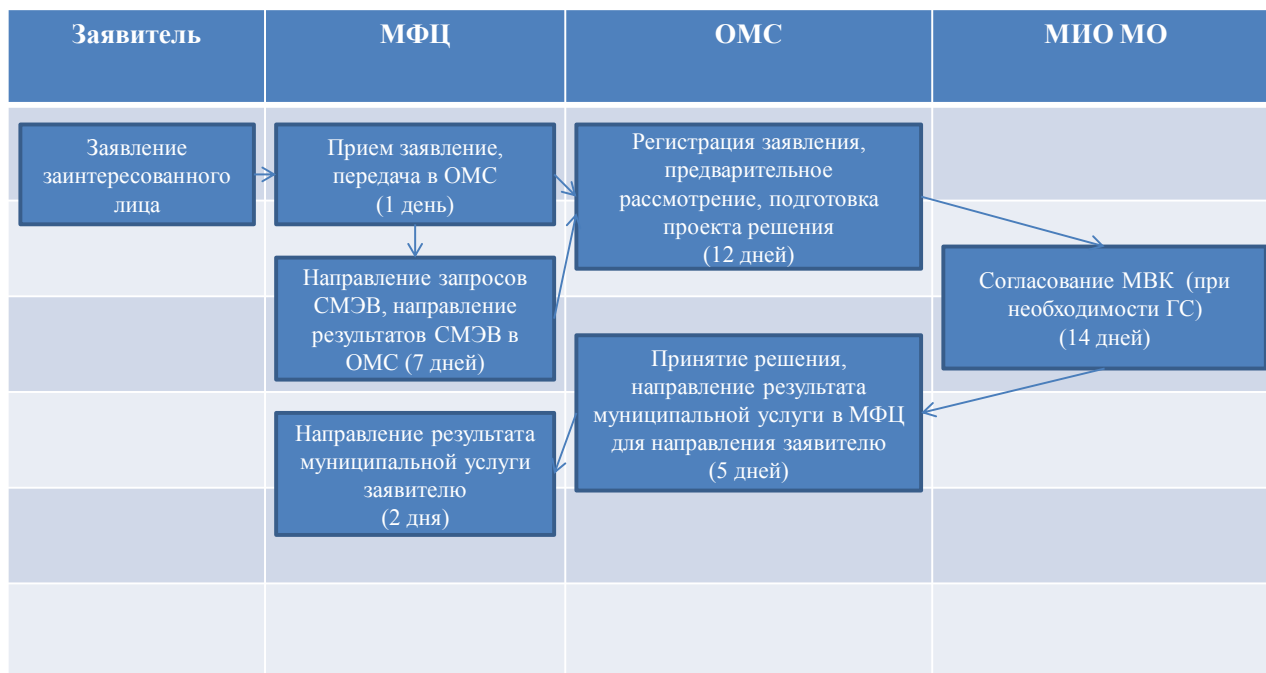 Заявитель
МФЦ
ОМС
МИО МО
Заявление
заинтересованного
лица
Прием заявление,
передача в ОМС
(1 день)
Регистрация заявления,
предварительное
рассмотрение, подготовка
проекта решения
(12 дней)
Направление запросов
СМЭВ, направление
результатов СМЭВ в
ОМС (7 дней)
Согласование МВК (при
необходимости ГС)
(14 дней)
Принятие решения,
направление результата
муниципальной услуги в МФЦ
для направления заявителю
(5 дней)
Направление результата
муниципальной услуги
заявителю
(2 дня)